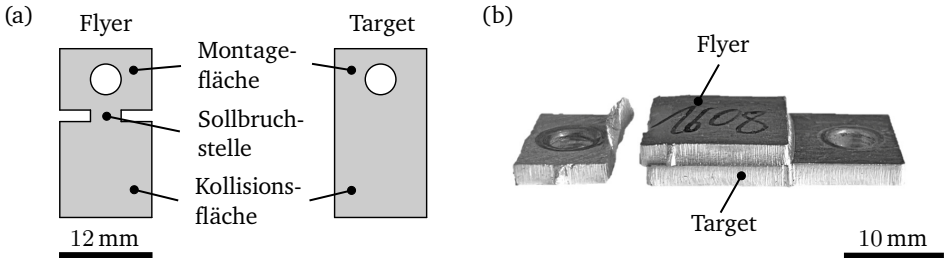 (a)
Flyer
Target
Montage-
fläche
Sollbruch-
stelle
Kollisions-
fläche
12 mm
(b)
Flyer
1608
Target
10 mm